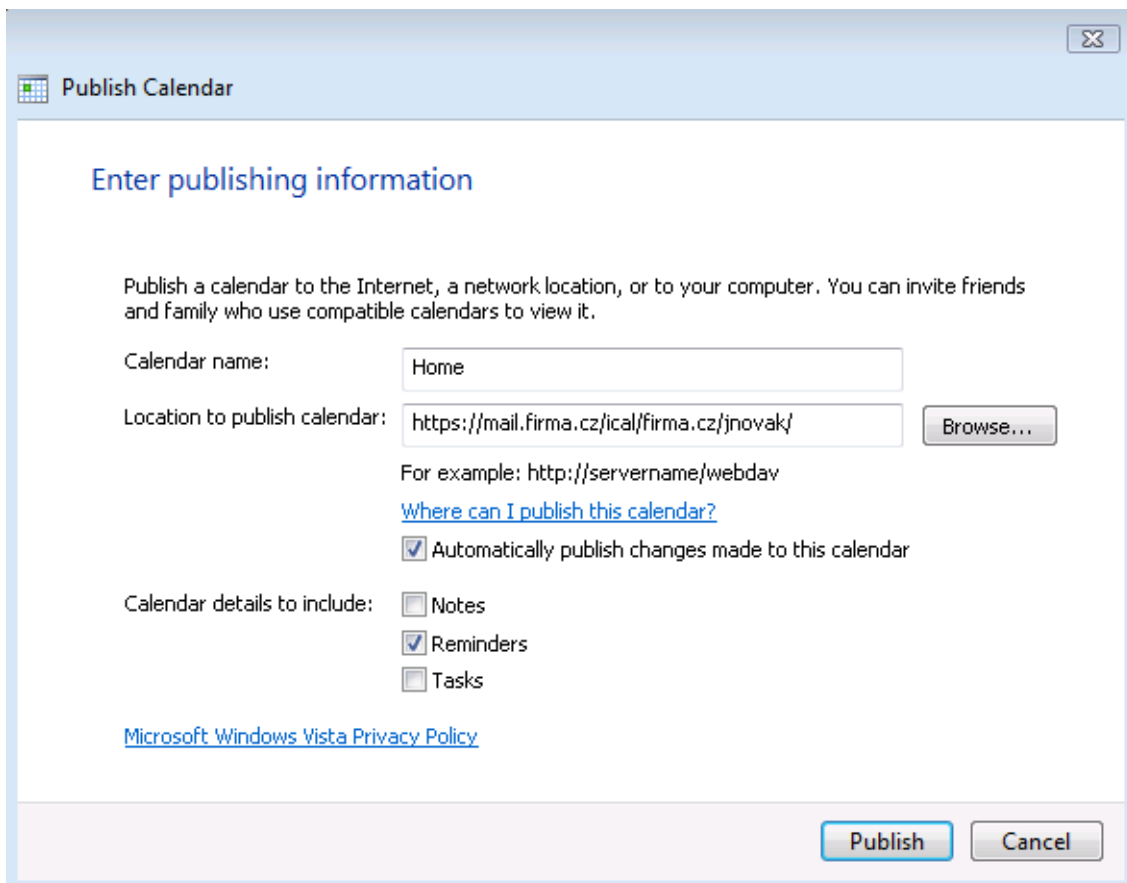 Publish Calendar
Enter publishing information
Publish a calendar to the Internet, a network location, or to your computer. You can invite friends
and family who use compatible calendars to view it.
Calendar name: Home
Location to publish calendar: https://mail.firma.cz/ical/firma.cz/jnovak/ Browse...
For example: http://servername/webdav
Where can I publish this calendar?
Automatically publish changes made to this calendar
Calendar details to include: Notes
Reminders
Tasks
Microsoft Windows Vista Privacy Policy
Publish Cancel